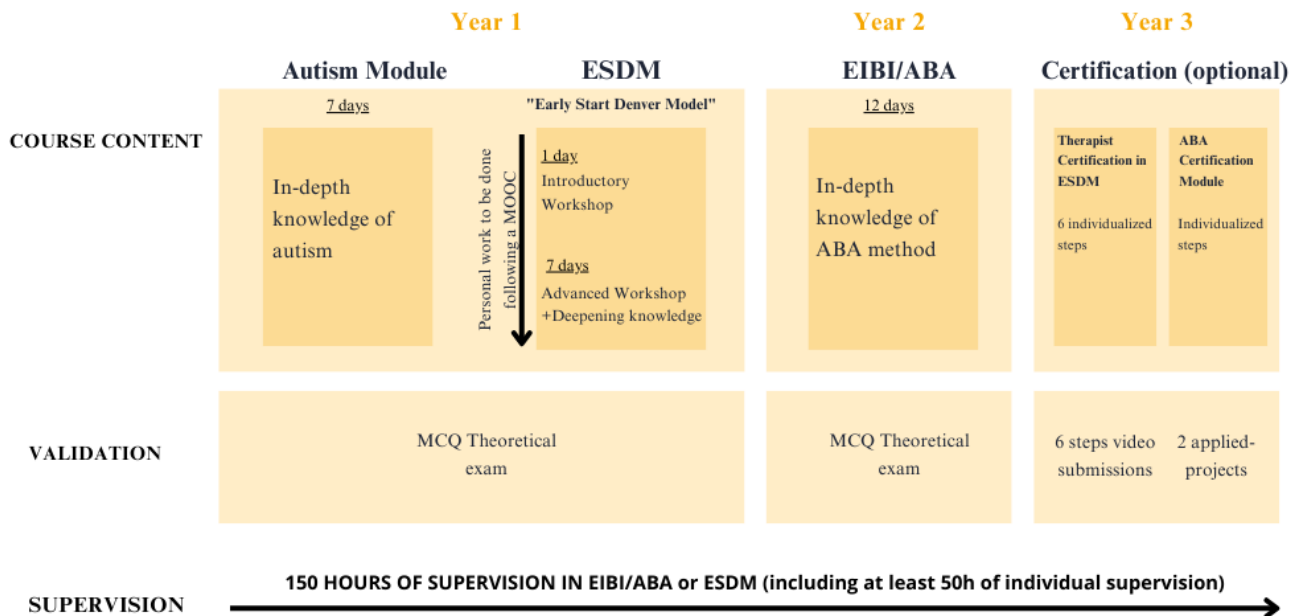 Year 1
Year 2
Year 3
Autism Module
ESDM
EIBI/ABA
Certification (optional)
COURSE CONTENT
7 days
In-depth
knowledge of
autism
"Early Start Denver Model"
Personal work to be done
following a MOOC
1 day
Introductory
Workshop
7 days
Advanced Workshop
+Deepening knowledge
12 days
In-depth
knowledge of
ABA method
Therapist
Certification in
ESDM
6 individualized
steps
ABA
Certification
Module
Individualized
steps
VALIDATION
MCQ Theoretical
exam
MCQ Theoretical
exam
6 steps video
submissions
2 applied-
projects
SUPERVISION
150 HOURS OF SUPERVISION IN EIBI/ABA or ESDM (including at least 50h of individual supervision)